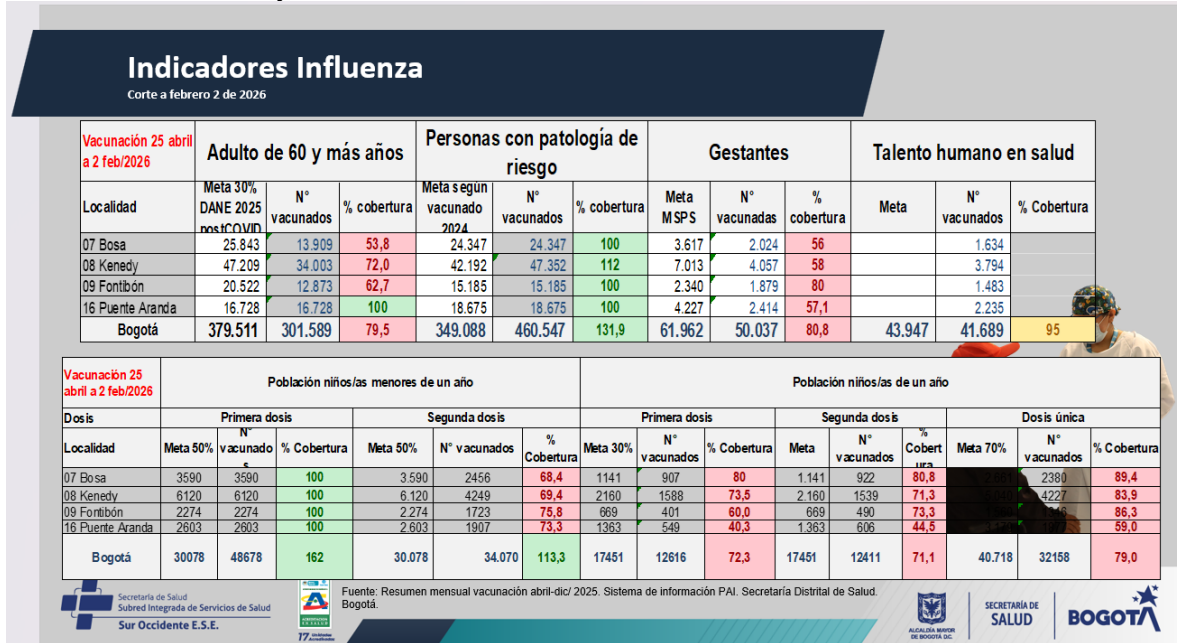 Indicadores Influenza
Corte a febrero 2 de 2026
Vacunación 25 abril a 2 feb/2026 Adulto de 60 y más años Personas con patología de riesgo Gestantes Talento humano en salud
Localidad Meta 30% DANE 2025 postCOVID N° vacunados % cobertura Meta según vacunado 2024 N° vacunados % cobertura Meta MSPS N° vacunadas % cobertura Meta N° vacunados % Cobertura
07 Bosa 25.843 13.909 53,8 24.347 24.347 100 3.617 2.024 56 1.634
08 Kenedy 47.209 34.003 72,0 42.192 47.352 112 7.013 4.057 58 3.794
09 Fontibón 20.522 12.873 62,7 15.185 15.185 100 2.340 1.879 80 1.483
16 Puente Aranda 16.728 16.728 100 18.675 18.675 100 4.227 2.414 57,1 2.235
Bogotá 379.511 301.589 79,5 349.088 460.547 131,9 61.962 50.037 80,8 43.947 41.689 95
Vacunación 25 abril a 2 feb/2026 Población niños/as menores de un año Población niños/as de un año
Dosis Primera dosis Segunda dosis Primera dosis Segunda dosis Dosis única
Localidad Meta 50% N° vacunados % Cobertura Meta 50% N° vacunados % Cobertura Meta 30% N° vacunados % Cobertura Meta N° vacunados % Cobertura Meta 70% N° vacunados % Cobertura
07 Bosa 3590 3590 100 3.590 2456 68,4 1141 907 80 1.141 922 80,8 2380 89,4
08 Kenedy 6120 6120 100 6.120 4249 69,4 2160 1588 73,5 2.160 1539 71,3 4227 83,9
09 Fontibón 2274 2274 100 2.274 1723 75,8 669 401 60,0 669 490 73,3 86,3
16 Puente Aranda 2603 2603 100 2.603 1907 73,3 1363 549 40,3 1.363 606 44,5 59,0
Bogotá 30078 48678 162 30.078 34.070 113,3 17451 12616 72,3 17451 12411 71,1 40.718 32158 79,0
Fuente: Resumen mensual vacunación abril-dic/ 2025. Sistema de información PAI. Secretaría Distrital de Salud.
Bogotá.
Secretaría de Salud
Subred Integrada de Servicios de Salud
Sur Occidente E.S.E.
17
ALCALDÍA MAYOR
DE BOGOTÁ D.C.
SECRETARÍA DE
SALUD
BOGOTÁ